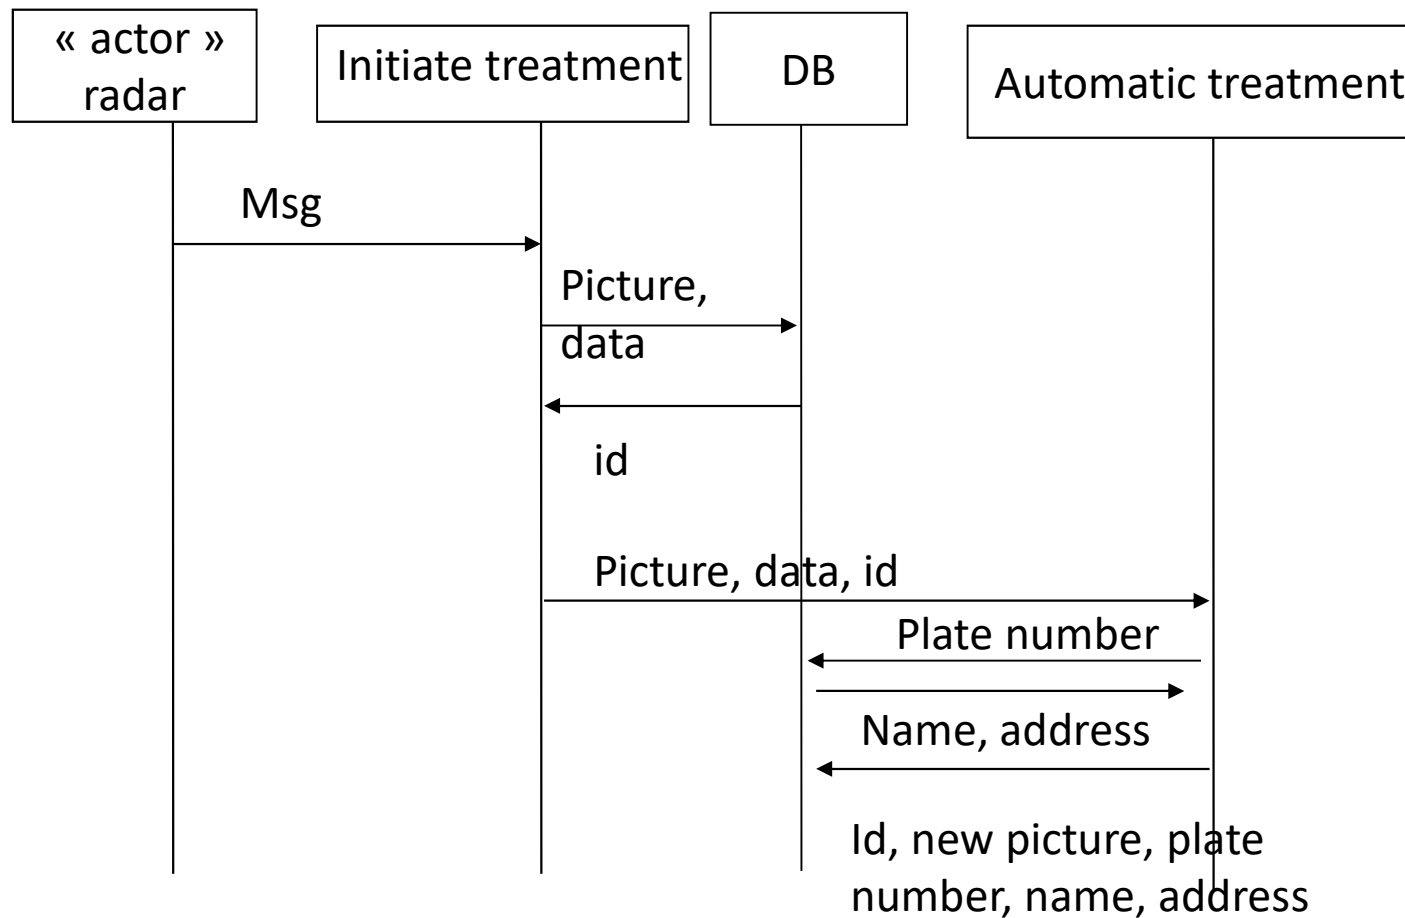 « actor »
radar
Initiate treatment
DB
Automatic treatment
Msg
Picture,
data
id
Picture, data, id
Plate number
Name, address
Id, new picture, plate
number, name, address